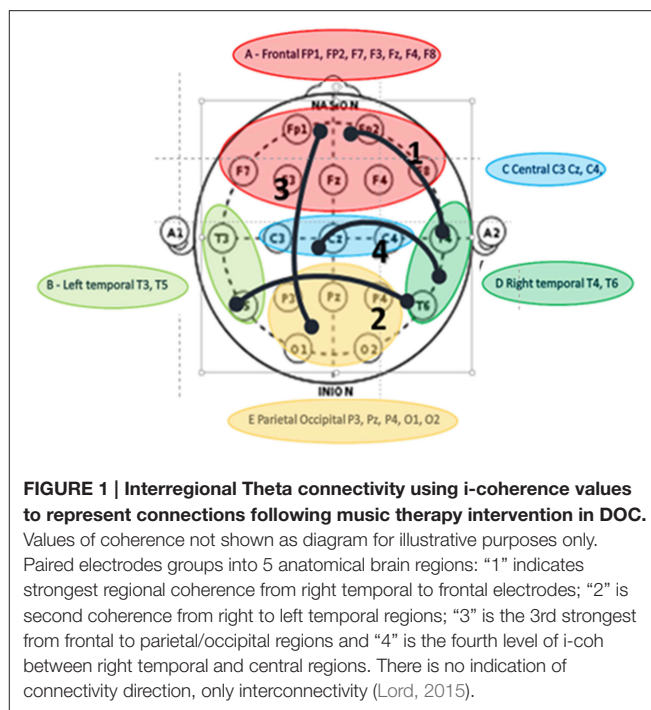 A - Frontal FP1, FP2, F7, F3, Fz, F4, F8
NASION
Fp1 Fp2
1
F7 F3 Fz F4 F8
3
C Central C3 Cz, C4,
A1 T3 C3 Cz C4 T4 A2
4
B - Left temporal T3, T5
D Right temporal T4, T6
T5 P3 Pz P4 T6
2
O1 O2
INION
E Parietal Occipital P3, Pz, P4, O1, O2
FIGURE 1 | Interregional Theta connectivity using i-coherence values
to represent connections following music therapy intervention in DOC.
Values of coherence not shown as diagram for illustrative purposes only.
Paired electrodes groups into 5 anatomical brain regions: “1” indicates
strongest regional coherence from right temporal to frontal electrodes; “2” is
second coherence from right to left temporal regions; “3” is the 3rd strongest
from frontal to parietal/occipital regions and “4” is the fourth level of i-coh
between right temporal and central regions. There is no indication of
connectivity direction, only interconnectivity (Lord, 2015).